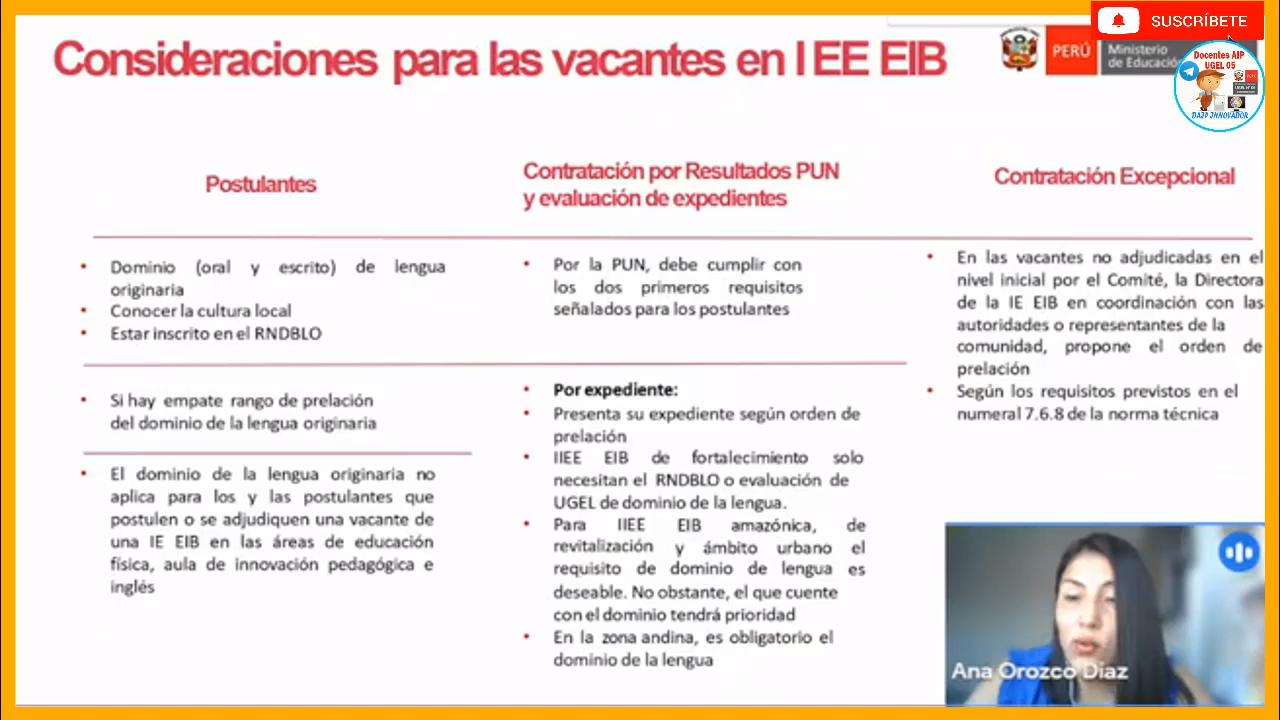 SUSCRÍBETE
Consideraciones para las vacantes en I EE EIB
PERÚ
Ministerio
de Educación
Docentes AIP
UGEL 05
DAIP INNOVADOR
Postulantes
Contratación por Resultados PUN
y evaluación de expedientes
Contratación Excepcional
• Dominio (oral y escrito) de lengua
originaria
• Conocer la cultura local
• Estar inscrito en el RNDBLO
• Si hay empate rango de prelación
del dominio de la lengua originaria
• El dominio de la lengua originaria no
aplica para los y las postulantes que
postulen o se adjudiquen una vacante de
una IE EIB en las áreas de educación
física, aula de innovación pedagógica e
inglés
• Por la PUN, debe cumplir con
los dos primeros requisitos
señalados para los postulantes
• Por expediente:
• Presenta su expediente según orden de
prelación
• IIEE EIB de fortalecimiento solo
necesitan el RNDBLO o evaluación de
UGEL de dominio de la lengua.
• Para IIEE EIB amazónica, de
revitalización y ámbito urbano el
requisito de dominio de lengua es
deseable. No obstante, el que cuente
con el dominio tendrá prioridad
• En la zona andina, es obligatorio el
dominio de la lengua
• En las vacantes no adjudicadas en el
nivel inicial por el Comité, la Directora
de la IE EIB en coordinación con las
autoridades o representantes de la
comunidad, propone el orden de
prelación
• Según los requisitos previstos en el
numeral 7.6.8 de la norma técnica
Ana Orozco Diaz